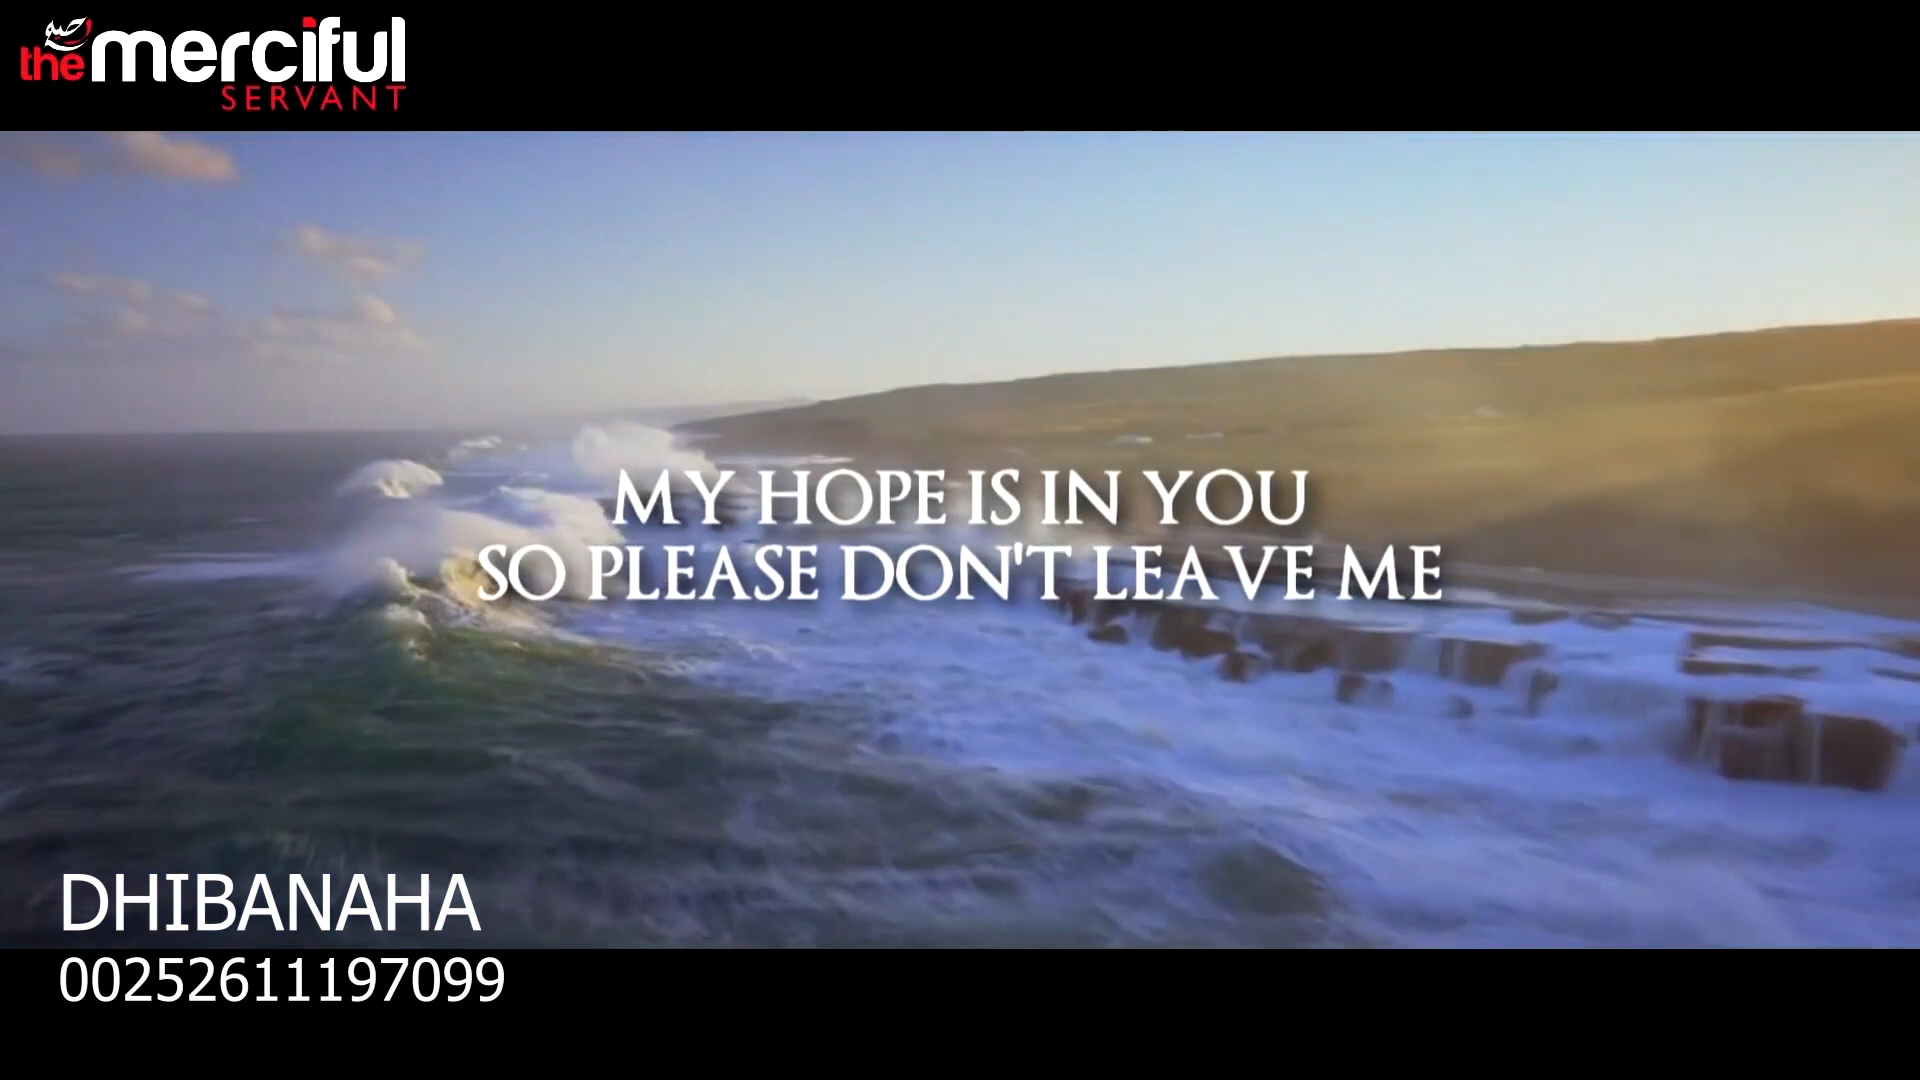 the merciful
SERVANT
MY HOPE IS IN YOU
SO PLEASE DON'T LEAVE ME
DHIBANAHA
00252611197099